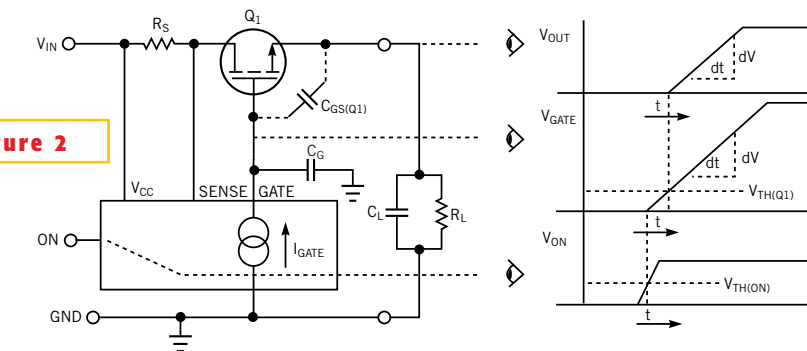 Q1
RS
VIN
CGS(Q1)
ure 2
CG
VCC
SENSE
GATE
ON
IGATE
CL
RL
GND
VOUT
dt
dV
t
VGATE
dt
dV
VTH(Q1)
t
VON
VTH(ON)
t